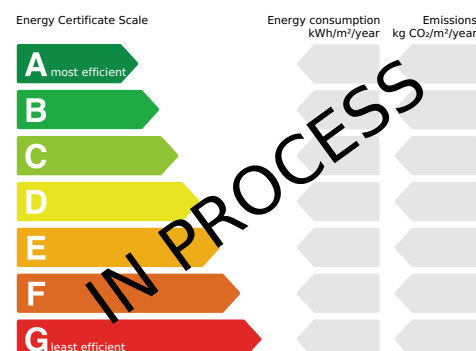 Energy Certificate Scale
Energy consumption
kWh/m²/year
Emissions
kg CO₂/m²/year
A most efficient
B
C
D
E
F
G least efficient
IN PROCESS